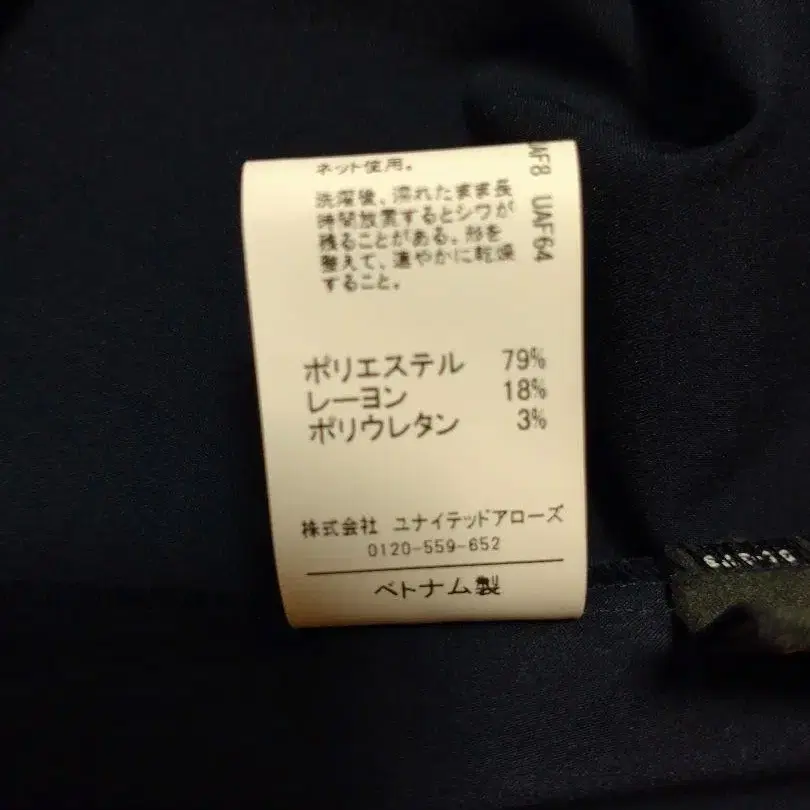 ネット使用。
洗濯後、濡れたまま長
時間放置するとシワが
残ることがある。形を
整えて、速やかに乾燥
すること。
AF8 UAF64
ポリエステル 79%
レーヨン 18%
ポリウレタン 3%
株式会社 ユナイテッドアローズ
0120-559-652
ベトナム製